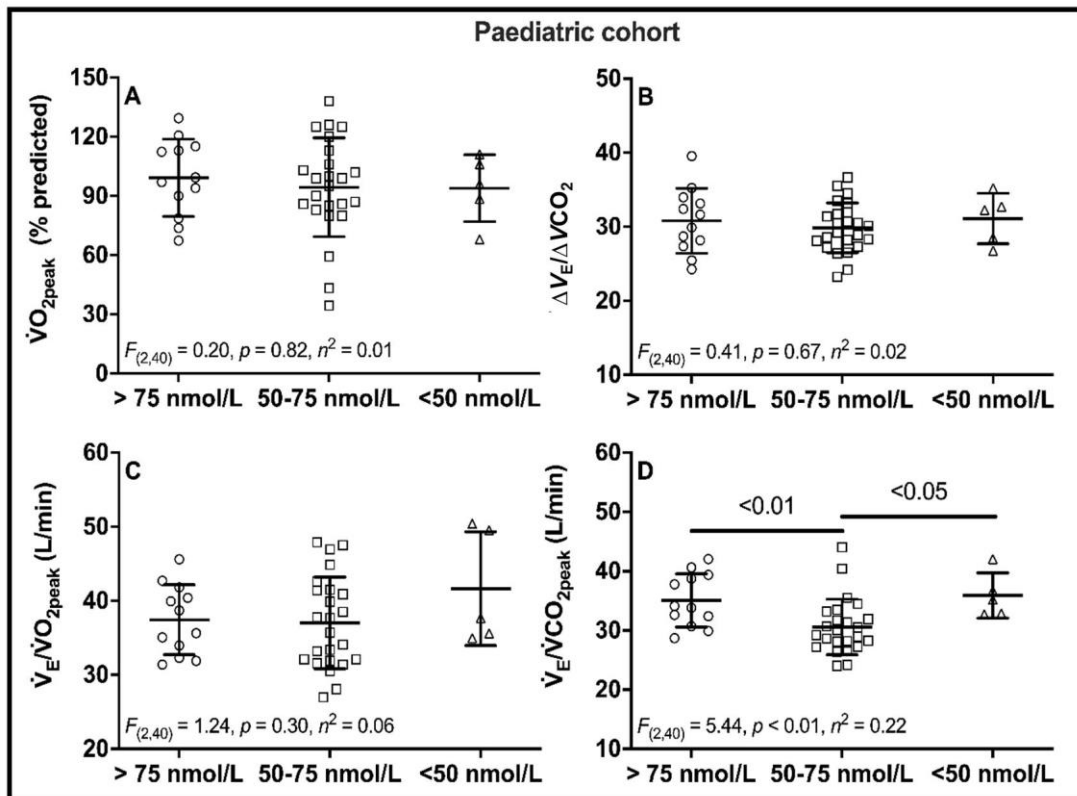 Paediatric cohort
A
V̇O2peak (% predicted)
150
120
90
60
30
0
F(2,40) = 0.20, p = 0.82, n² = 0.01
> 75 nmol/L 50-75 nmol/L <50 nmol/L
B
ΔVE/ΔVCO2
50
40
30
20
10
F(2,40) = 0.41, p = 0.67, n² = 0.02
> 75 nmol/L 50-75 nmol/L <50 nmol/L
C
V̇E/V̇O2peak (L/min)
60
50
40
30
20
F(2,40) = 1.24, p = 0.30, n² = 0.06
> 75 nmol/L 50-75 nmol/L <50 nmol/L
D
V̇E/V̇CO2peak (L/min)
60
50
40
30
20
10
<0.01
<0.05
F(2,40) = 5.44, p < 0.01, n² = 0.22
> 75 nmol/L 50-75 nmol/L <50 nmol/L